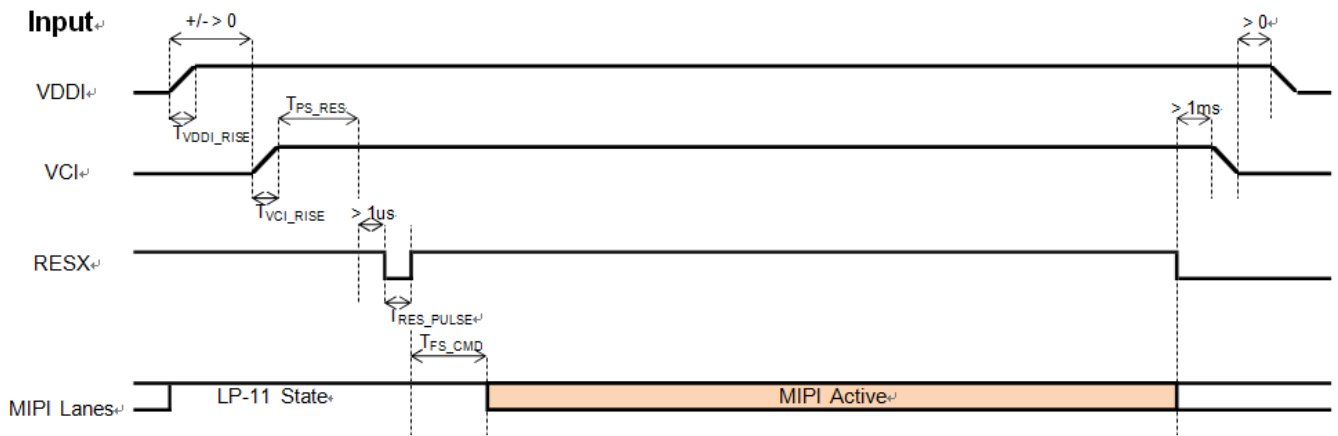 Input
+/- > 0
> 0
VDDI
TVDDI_RISE
TPS_RES
> 1ms
VCI
TVCI_RISE
> 1us
RESX
TRES_PULSE
TFS_CMD
MIPI Lanes
LP-11 State
MIPI Active